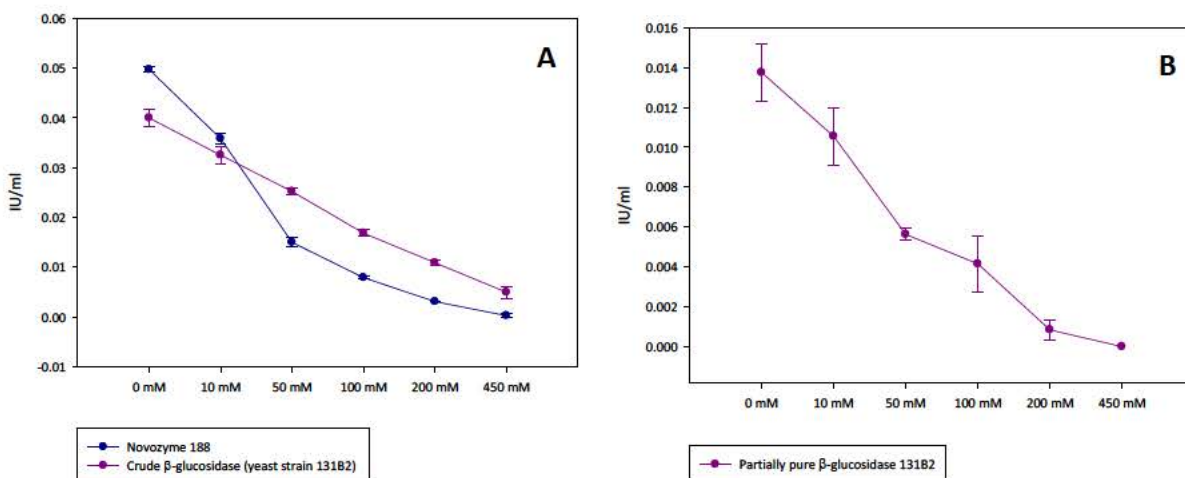 A
0.06
0.05
0.04
0.03
0.02
0.01
0.00
-0.01
IU/ml
0 mM 10 mM 50 mM 100 mM 200 mM 450 mM
Novozyme 188
Crude β-glucosidase (yeast strain 131B2)
B
0.016
0.014
0.012
0.010
0.008
0.006
0.004
0.002
0.000
IU/ml
0 mM 10 mM 50 mM 100 mM 200 mM 450 mM
Partially pure β-glucosidase 131B2